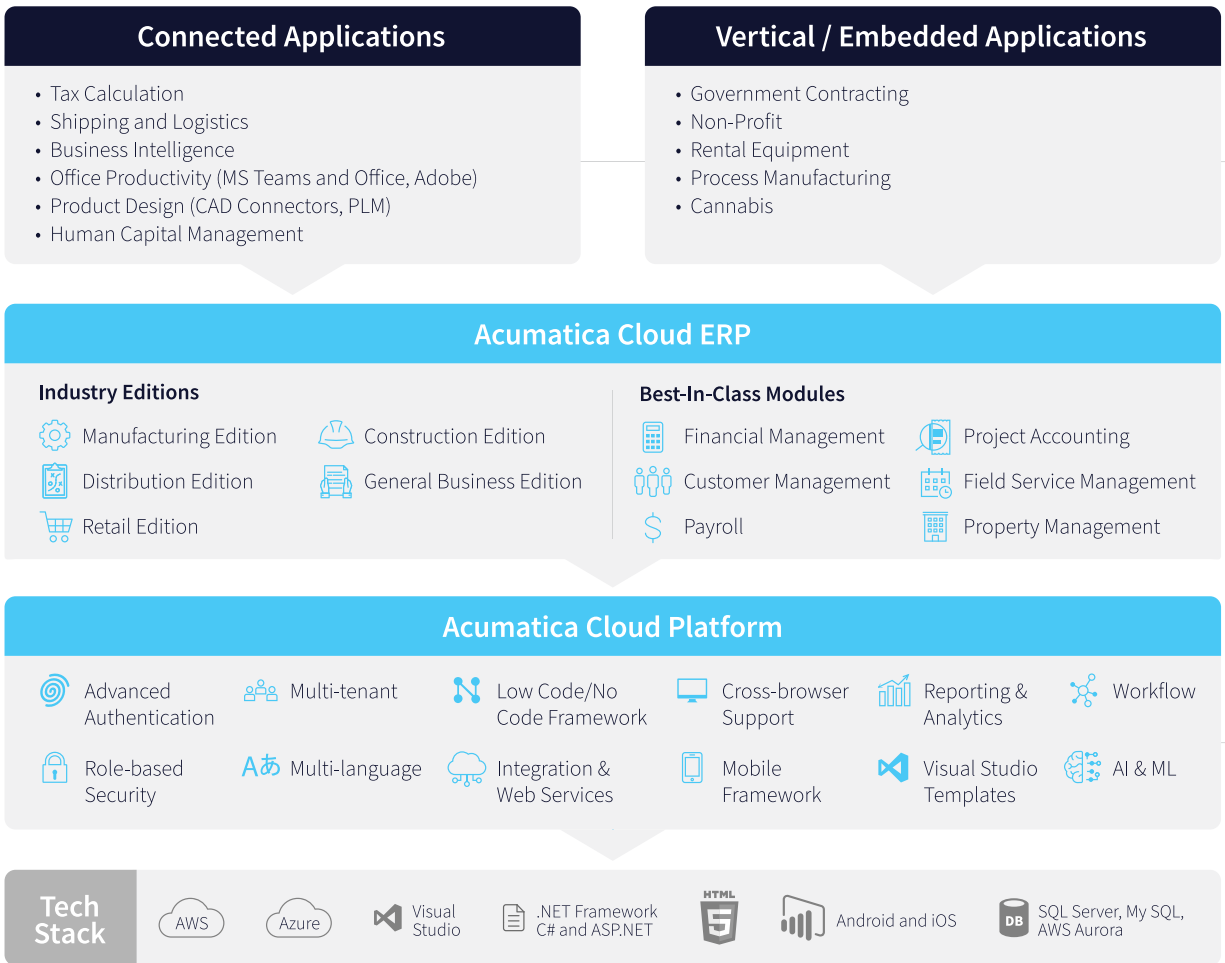 Connected Applications
• Tax Calculation
• Shipping and Logistics
• Business Intelligence
• Office Productivity (MS Teams and Office, Adobe)
• Product Design (CAD Connectors, PLM)
• Human Capital Management
Vertical / Embedded Applications
• Government Contracting
• Non-Profit
• Rental Equipment
• Process Manufacturing
• Cannabis
Acumatica Cloud ERP
Industry Editions
Manufacturing Edition
Distribution Edition
Retail Edition
Construction Edition
General Business Edition
Best-In-Class Modules
Financial Management
Customer Management
$
Payroll
Project Accounting
Field Service Management
Property Management
Acumatica Cloud Platform
Advanced
Authentication
Multi-tenant
Low Code/No
Code Framework
Cross-browser
Support
Reporting &
Analytics
Workflow
Role-based
Security
Aあ
Multi-language
Integration &
Web Services
Mobile
Framework
Visual Studio
Templates
AI & ML
Tech
Stack
AWS
Azure
Visual
Studio
.NET Framework
C# and ASP.NET
HTML
5
Android and iOS
DB
SQL Server, My SQL,
AWS Aurora